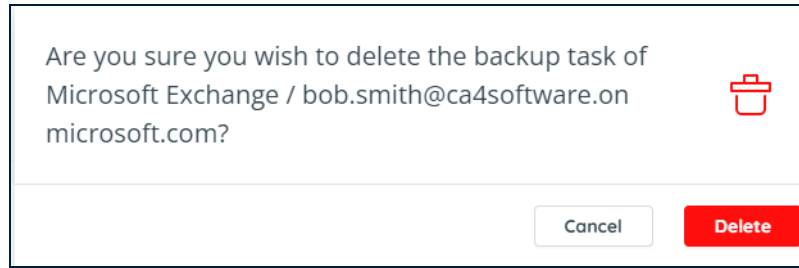 Are you sure you wish to delete the backup task of
Microsoft Exchange / bob.smith@ca4software.on
microsoft.com?
Cancel
Delete